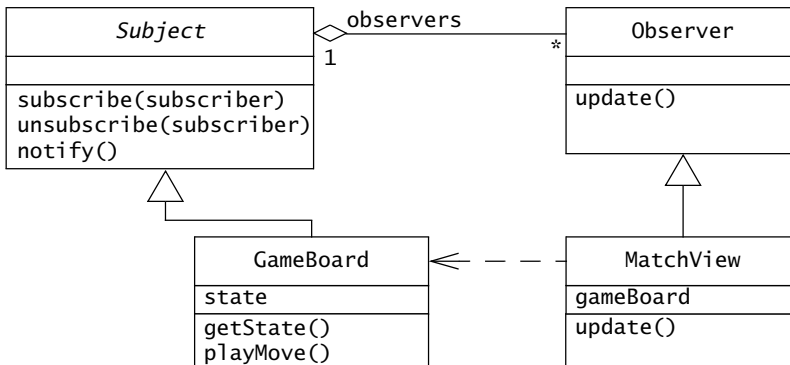 Subject
subscribe(subscriber)
unsubscribe(subscriber)
notify()
observers
1
*
Observer
update()
GameBoard
state
getState()
playMove()
MatchView
gameBoard
update()